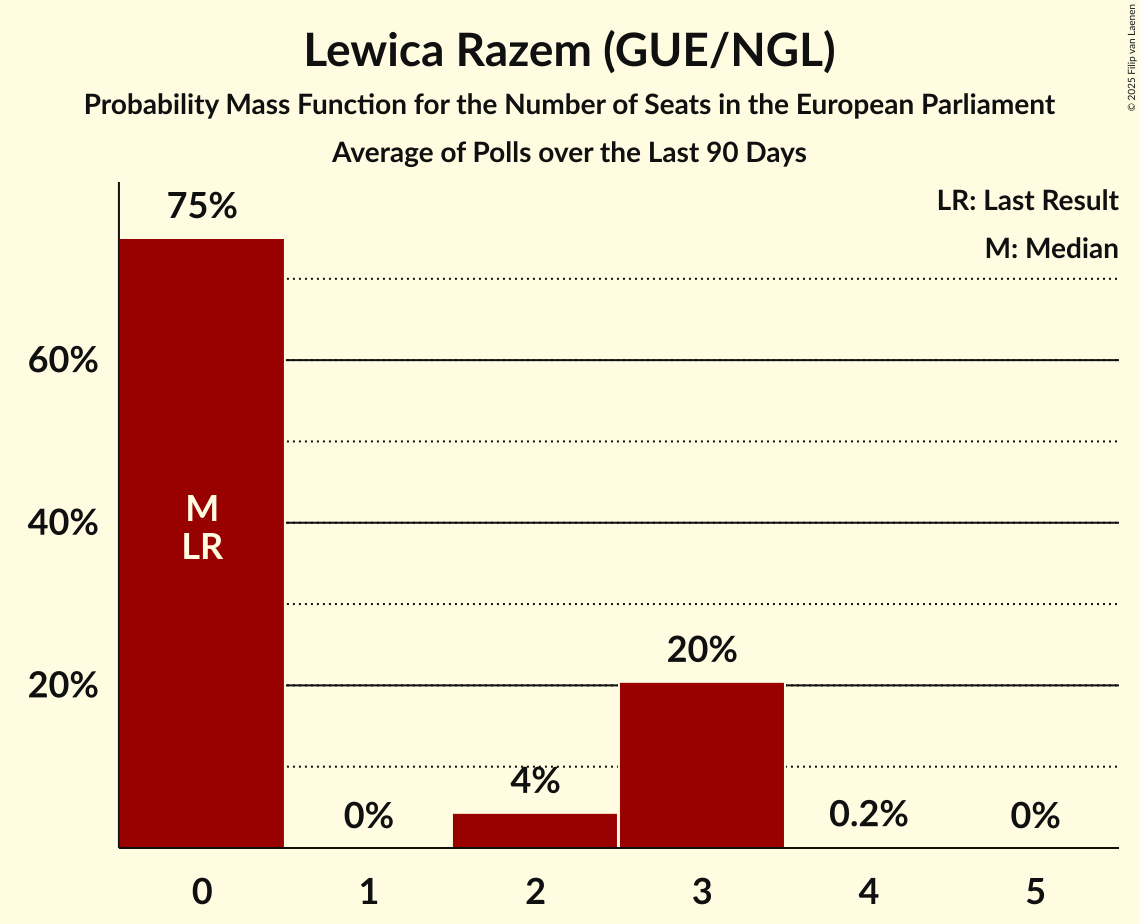 Lewica Razem (GUE/NGL)
Probability Mass Function for the Number of Seats in the European Parliament
Average of Polls over the Last 90 Days
© 2025 Filip van Laenen
LR: Last Result
M: Median
75%
60%
40%
20%
M
LR
0%
4%
20%
0.2%
0%
0 1 2 3 4 5